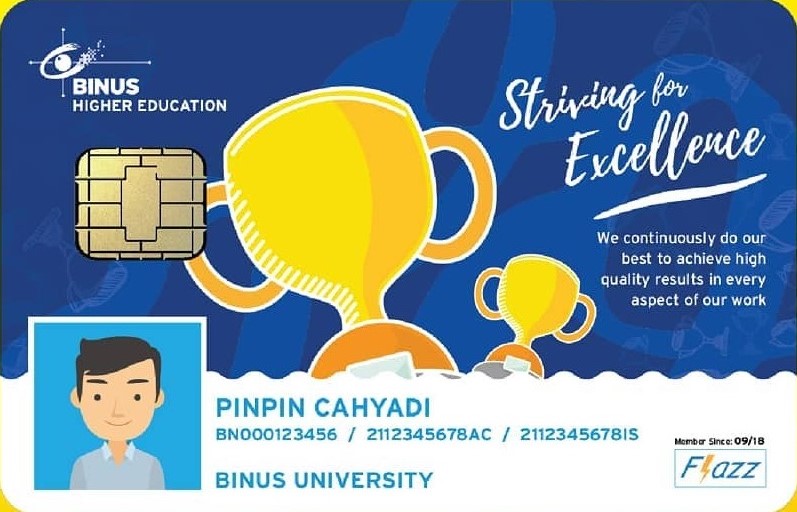 BINUS
HIGHER EDUCATION
Striving for
Excellence
We continuously do our
best to achieve high
quality results in every
aspect of our work
PINPIN CAHYADI
BN000123456 / 2112345678AC / 2112345678IS
BINUS UNIVERSITY
Member Since: 09/18
Flazz